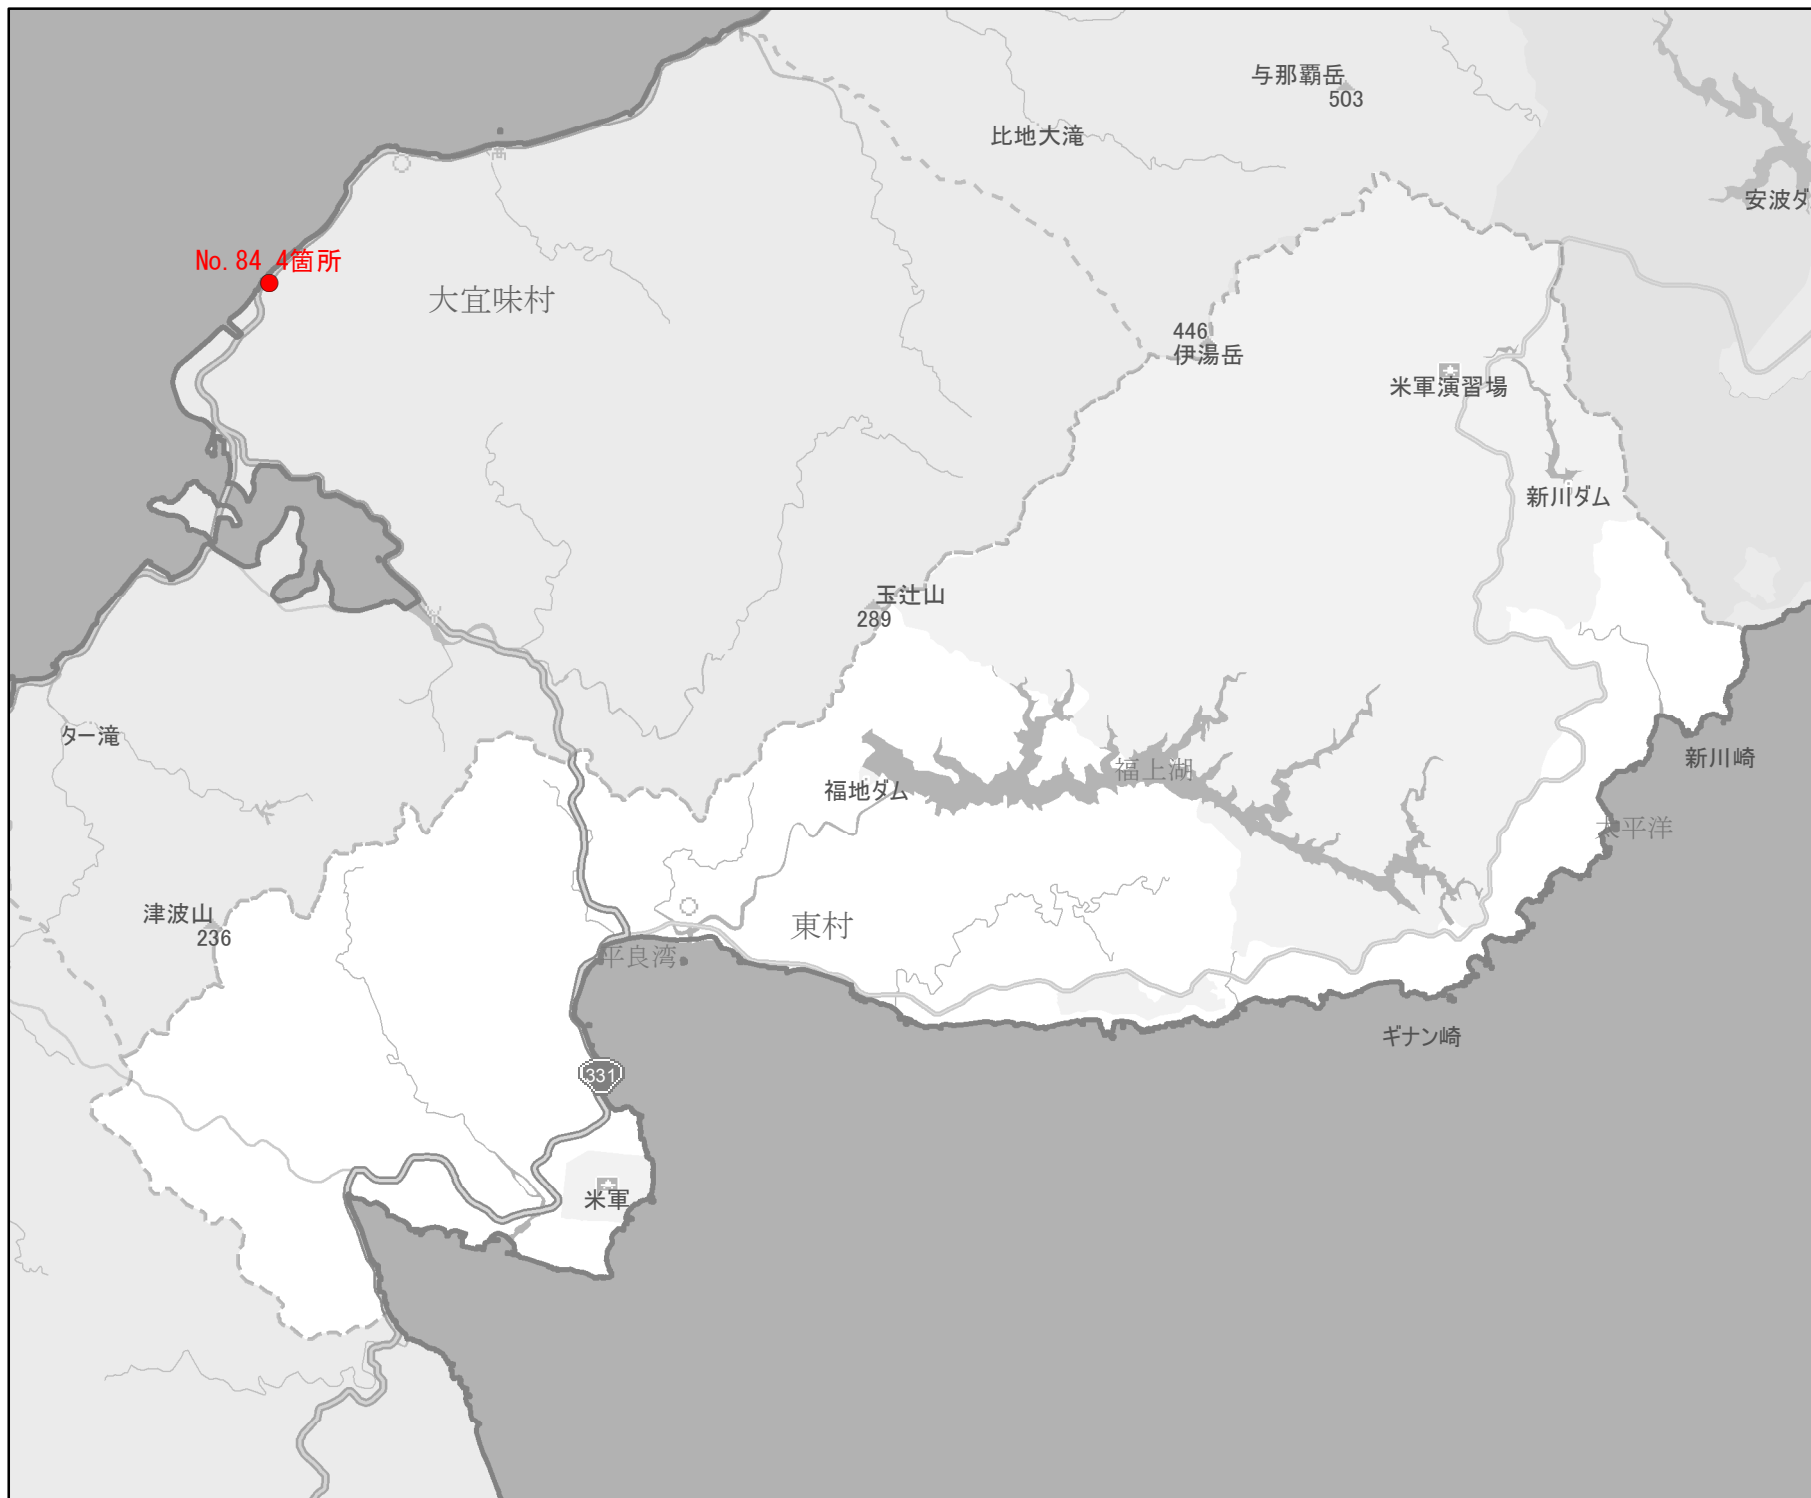 与那覇岳
503
比地大滝
安波ダ
No.84 4箇所
大宜味村
446
伊湯岳
米軍演習場
新川ダム
玉辻山
289
ター滝
新川崎
福上湖
福地ダム
太平洋
津波山
236
東村
平良湾
ギナン崎
331
米軍